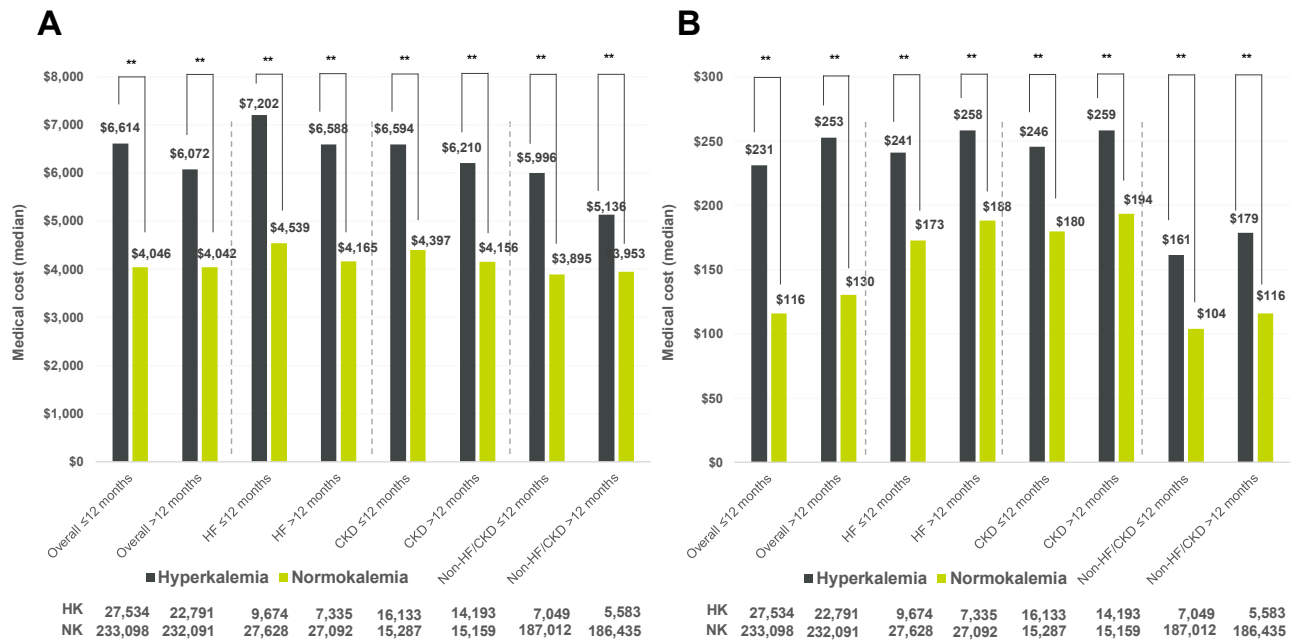 A
** ** ** ** ** ** ** **
Medical cost (median)
$8,000
$7,000
$6,000
$5,000
$4,000
$3,000
$2,000
$1,000
$0
$6,614
$4,046
$6,072
$4,042
$7,202
$4,539
$6,588
$4,165
$6,594
$4,397
$6,210
$4,156
$5,996
$3,895
$5,136
$3,953
Overall ≤12 months
Overall >12 months
HF ≤12 months
HF >12 months
CKD ≤12 months
CKD >12 months
Non-HF/CKD ≤12 months
Non-HF/CKD >12 months
Hyperkalemia Normokalemia
HK 27,534 22,791 9,674 7,335 16,133 14,193 7,049 5,583
NK 233,098 232,091 27,628 27,092 15,287 15,159 187,012 186,435
B
** ** ** ** ** ** ** **
Medical cost (median)
$300
$250
$200
$150
$100
$50
$0
$231
$116
$253
$130
$241
$173
$258
$188
$246
$180
$259
$194
$161
$104
$179
$116
Overall ≤12 months
Overall >12 months
HF ≤12 months
HF >12 months
CKD ≤12 months
CKD >12 months
Non-HF/CKD ≤12 months
Non-HF/CKD >12 months
Hyperkalemia Normokalemia
HK 27,534 22,791 9,674 7,335 16,133 14,193 7,049 5,583
NK 233,098 232,091 27,628 27,092 15,287 15,159 187,012 186,435